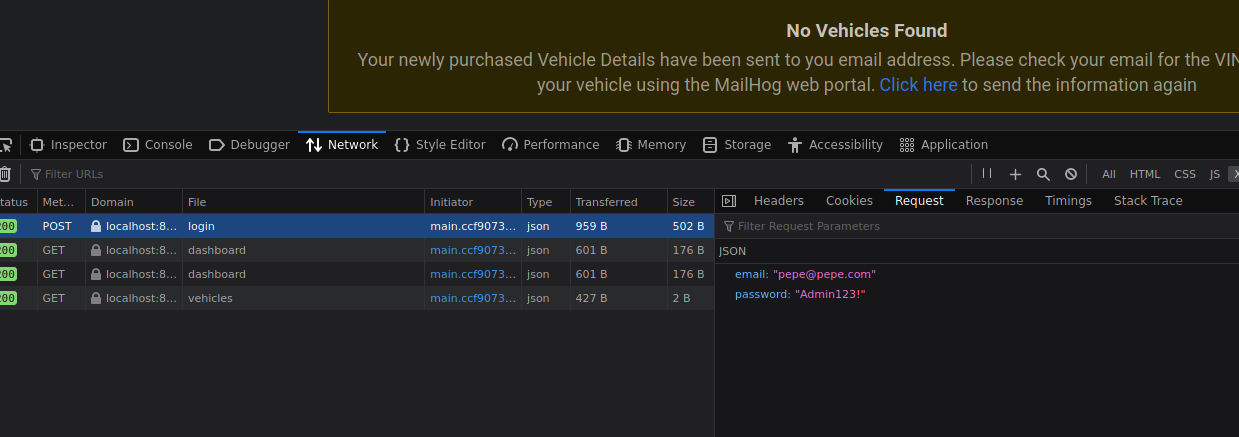 No Vehicles Found
Your newly purchased Vehicle Details have been sent to you email address. Please check your email for the VIN
your vehicle using the MailHog web portal. Click here to send the information again
Inspector Console Debugger Network Style Editor Performance Memory Storage Accessibility Application
Filter URLs All HTML CSS JS X
tatus Met... Domain File Initiator Type Transferred Size Headers Cookies Request Response Timings Stack Trace
200 POST localhost:8... login main.ccf9073... json 959 B 502 B Filter Request Parameters
200 GET localhost:8... dashboard main.ccf9073... json 601 B 176 B JSON
200 GET localhost:8... dashboard main.ccf9073... json 601 B 176 B email: "pepe@pepe.com"
200 GET localhost:8... vehicles main.ccf9073... json 427 B 2 B password: "Admin123!"